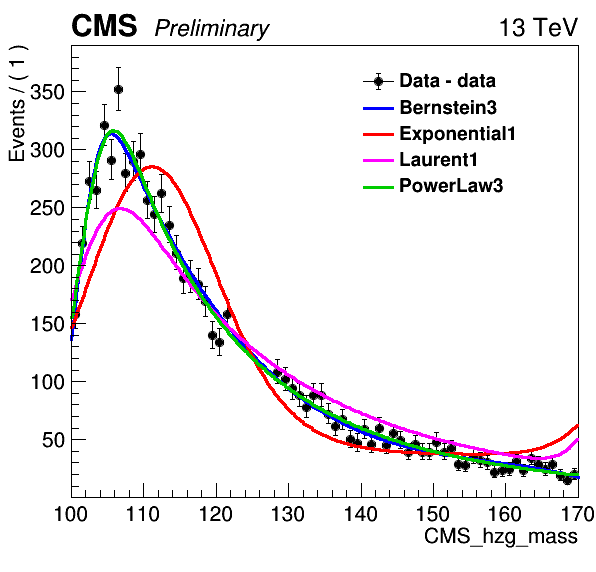 CMS Preliminary 13 TeV
Events / ( 1 )
350
300
250
200
150
100
50
Data - data
Bernstein3
Exponential1
Laurent1
PowerLaw3
100 110 120 130 140 150 160 170
CMS_hzg_mass